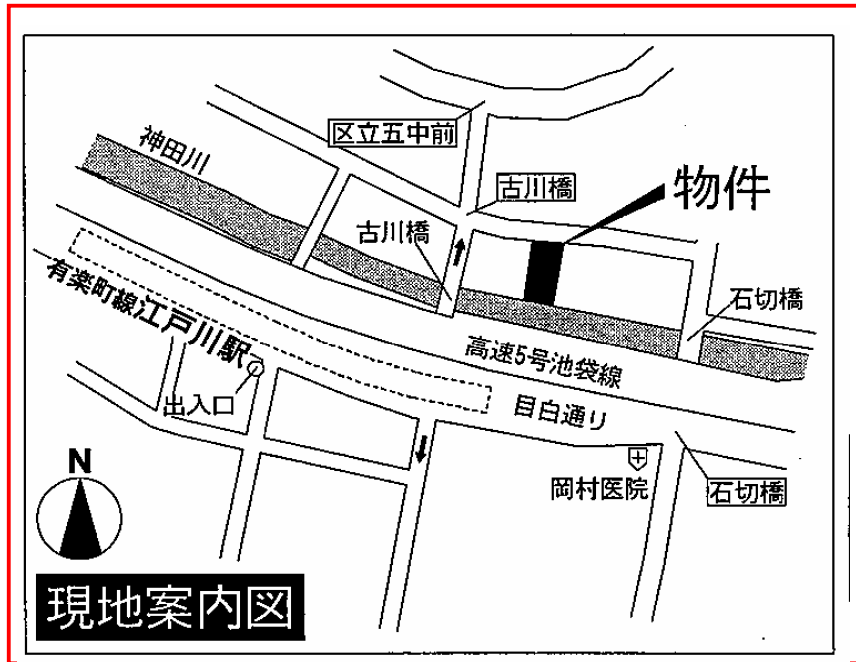 区立五中前
神田川
古川橋
物件
古川橋
石切橋
有楽町線江戸川駅
高速5号池袋線
出入口
目白通り
岡村医院
石切橋
N
現地案内図